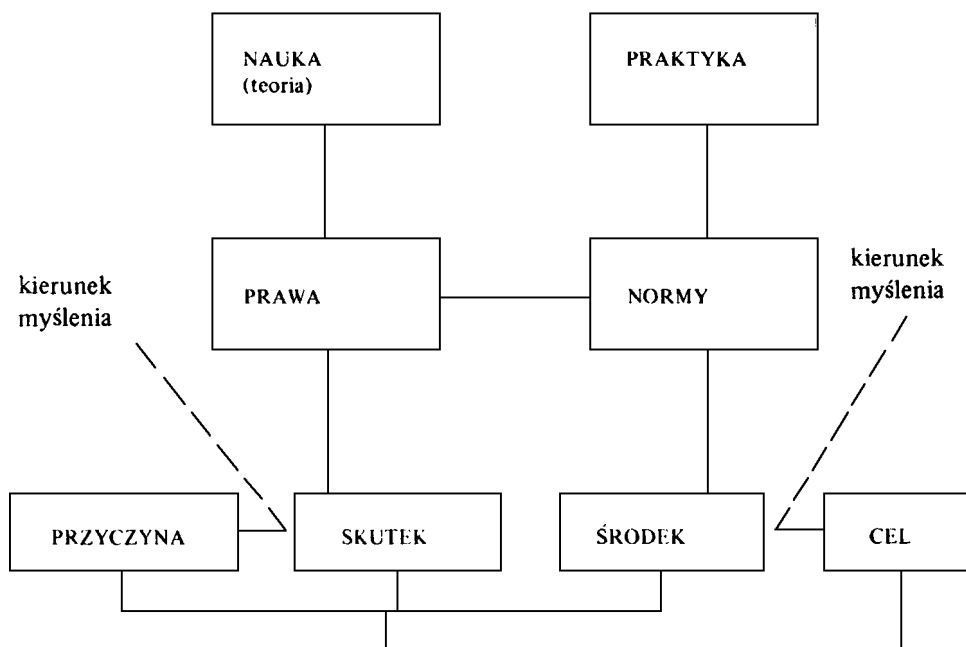 NAUKA
(teoria)
PRAKTYKA
kierunek
myślenia
PRAWA
NORMY
kierunek
myślenia
PRZYCZYNA
SKUTEK
ŚRODEK
CEL